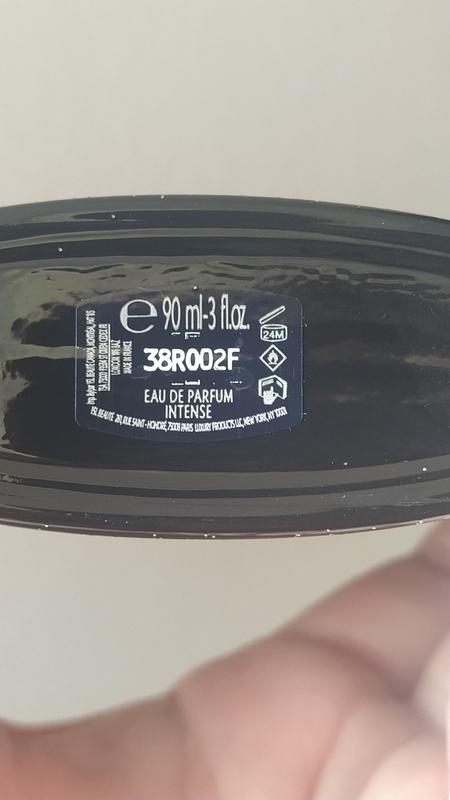 ℮ 90 ml-3 fl.oz.
24M
38R002F
EAU DE PARFUM
INTENSE
YSL BEAUTÉ 281, RUE SAINT-HONORÉ, 75008 PARIS LUXURY PRODUCTS LLC, NEW YORK, NY 10001
MADE IN FRANCE